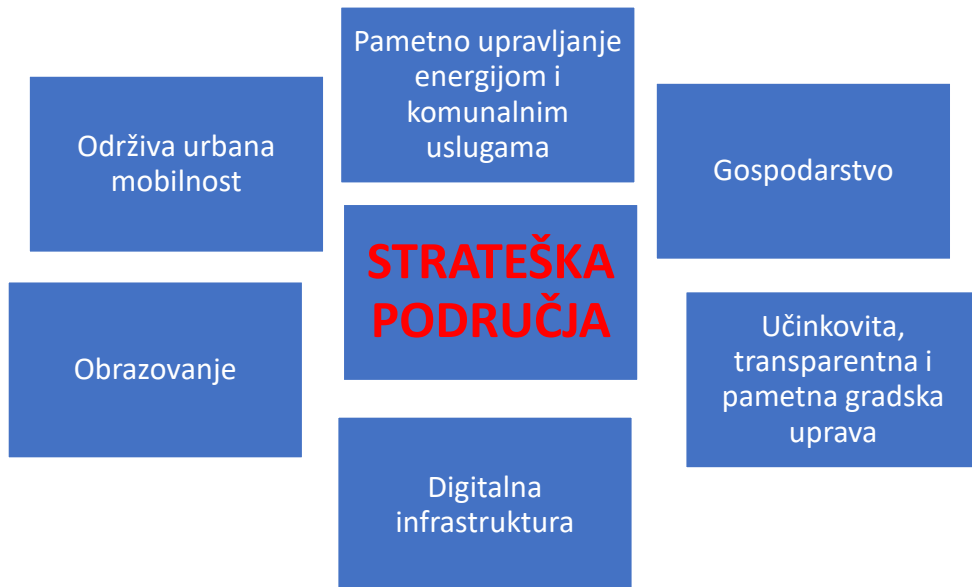 Pametno upravljanje
energijom i
komunalnim
uslugama
Održiva urbana
mobilnost
Gospodarstvo
STRATEŠKA
PODRUČJA
Obrazovanje
Učinkovita,
transparentna i
pametna gradska
uprava
Digitalna
infrastruktura